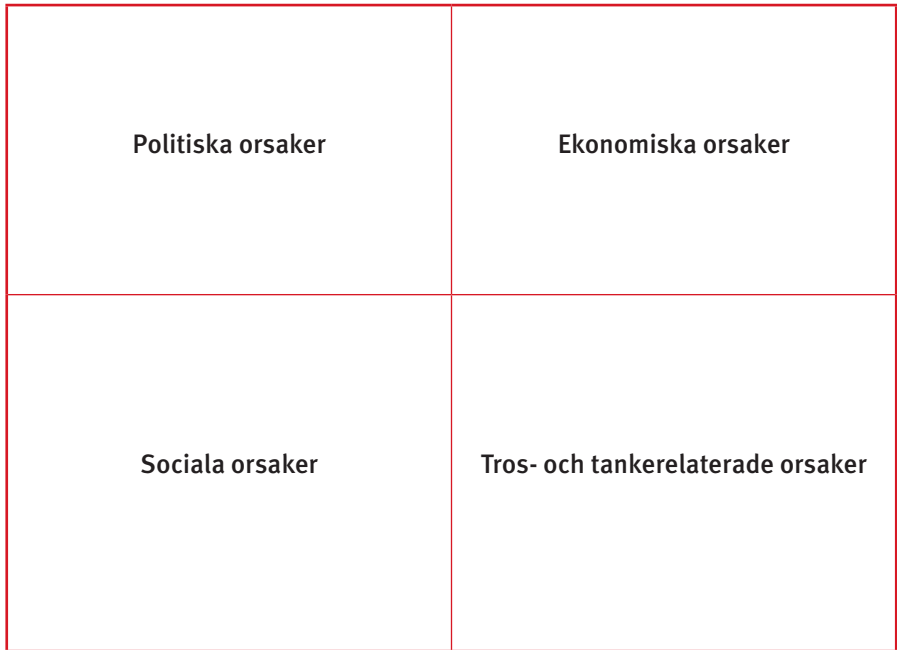 Politiska orsaker
Ekonomiska orsaker
Sociala orsaker
Tros- och tankerelaterade orsaker